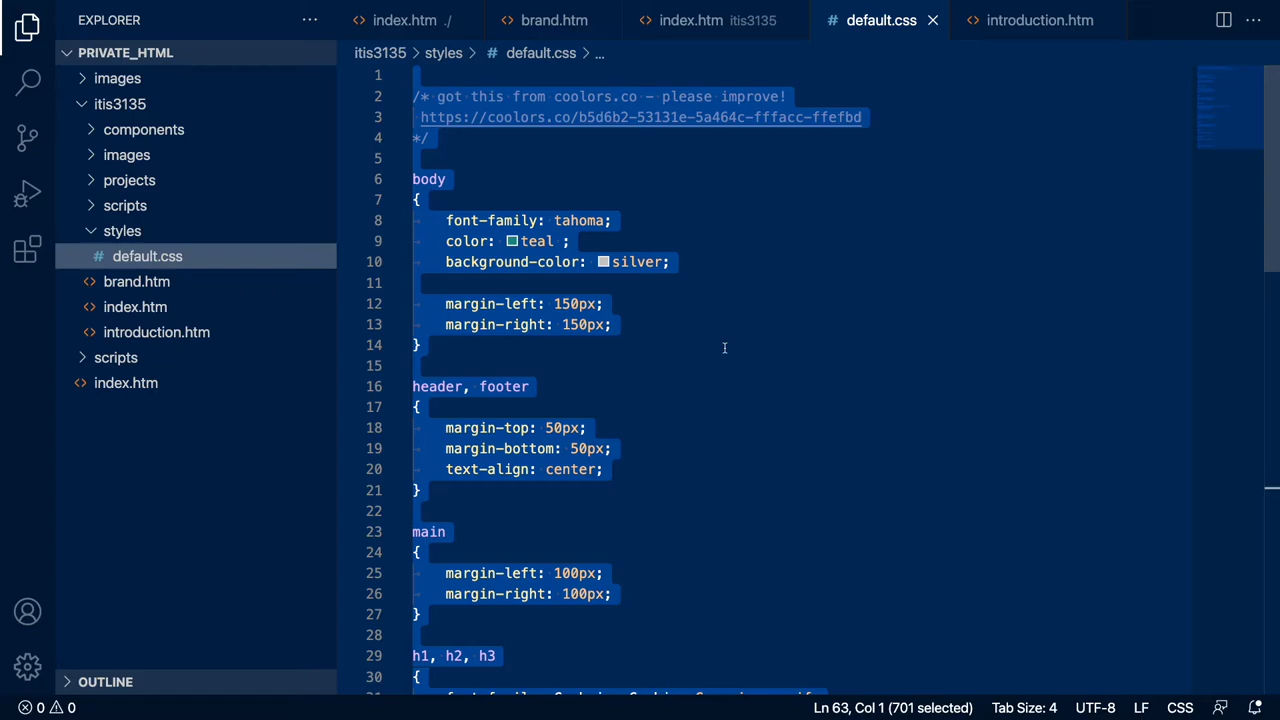 EXPLORER
index.htm ./
brand.htm
index.htm itis3135
# default.css
introduction.htm
PRIVATE_HTML
images
itis3135
components
images
projects
scripts
styles
# default.css
brand.htm
index.htm
introduction.htm
scripts
index.htm
OUTLINE
itis3135 > styles > # default.css > ...
1
2 /* got this from coolors.co - please improve!
3 https://coolors.co/b5d6b2-53131e-5a464c-fffacc-ffefbd
4 */
5
6 body
7 {
8 font-family: tahoma;
9 color: teal ;
10 background-color: silver;
11
12 margin-left: 150px;
13 margin-right: 150px;
14 }
15
16 header, footer
17 {
18 margin-top: 50px;
19 margin-bottom: 50px;
20 text-align: center;
21 }
22
23 main
24 {
25 margin-left: 100px;
26 margin-right: 100px;
27 }
28
29 h1, h2, h3
30 {
0 0
Ln 63, Col 1 (701 selected) Tab Size: 4 UTF-8 LF CSS